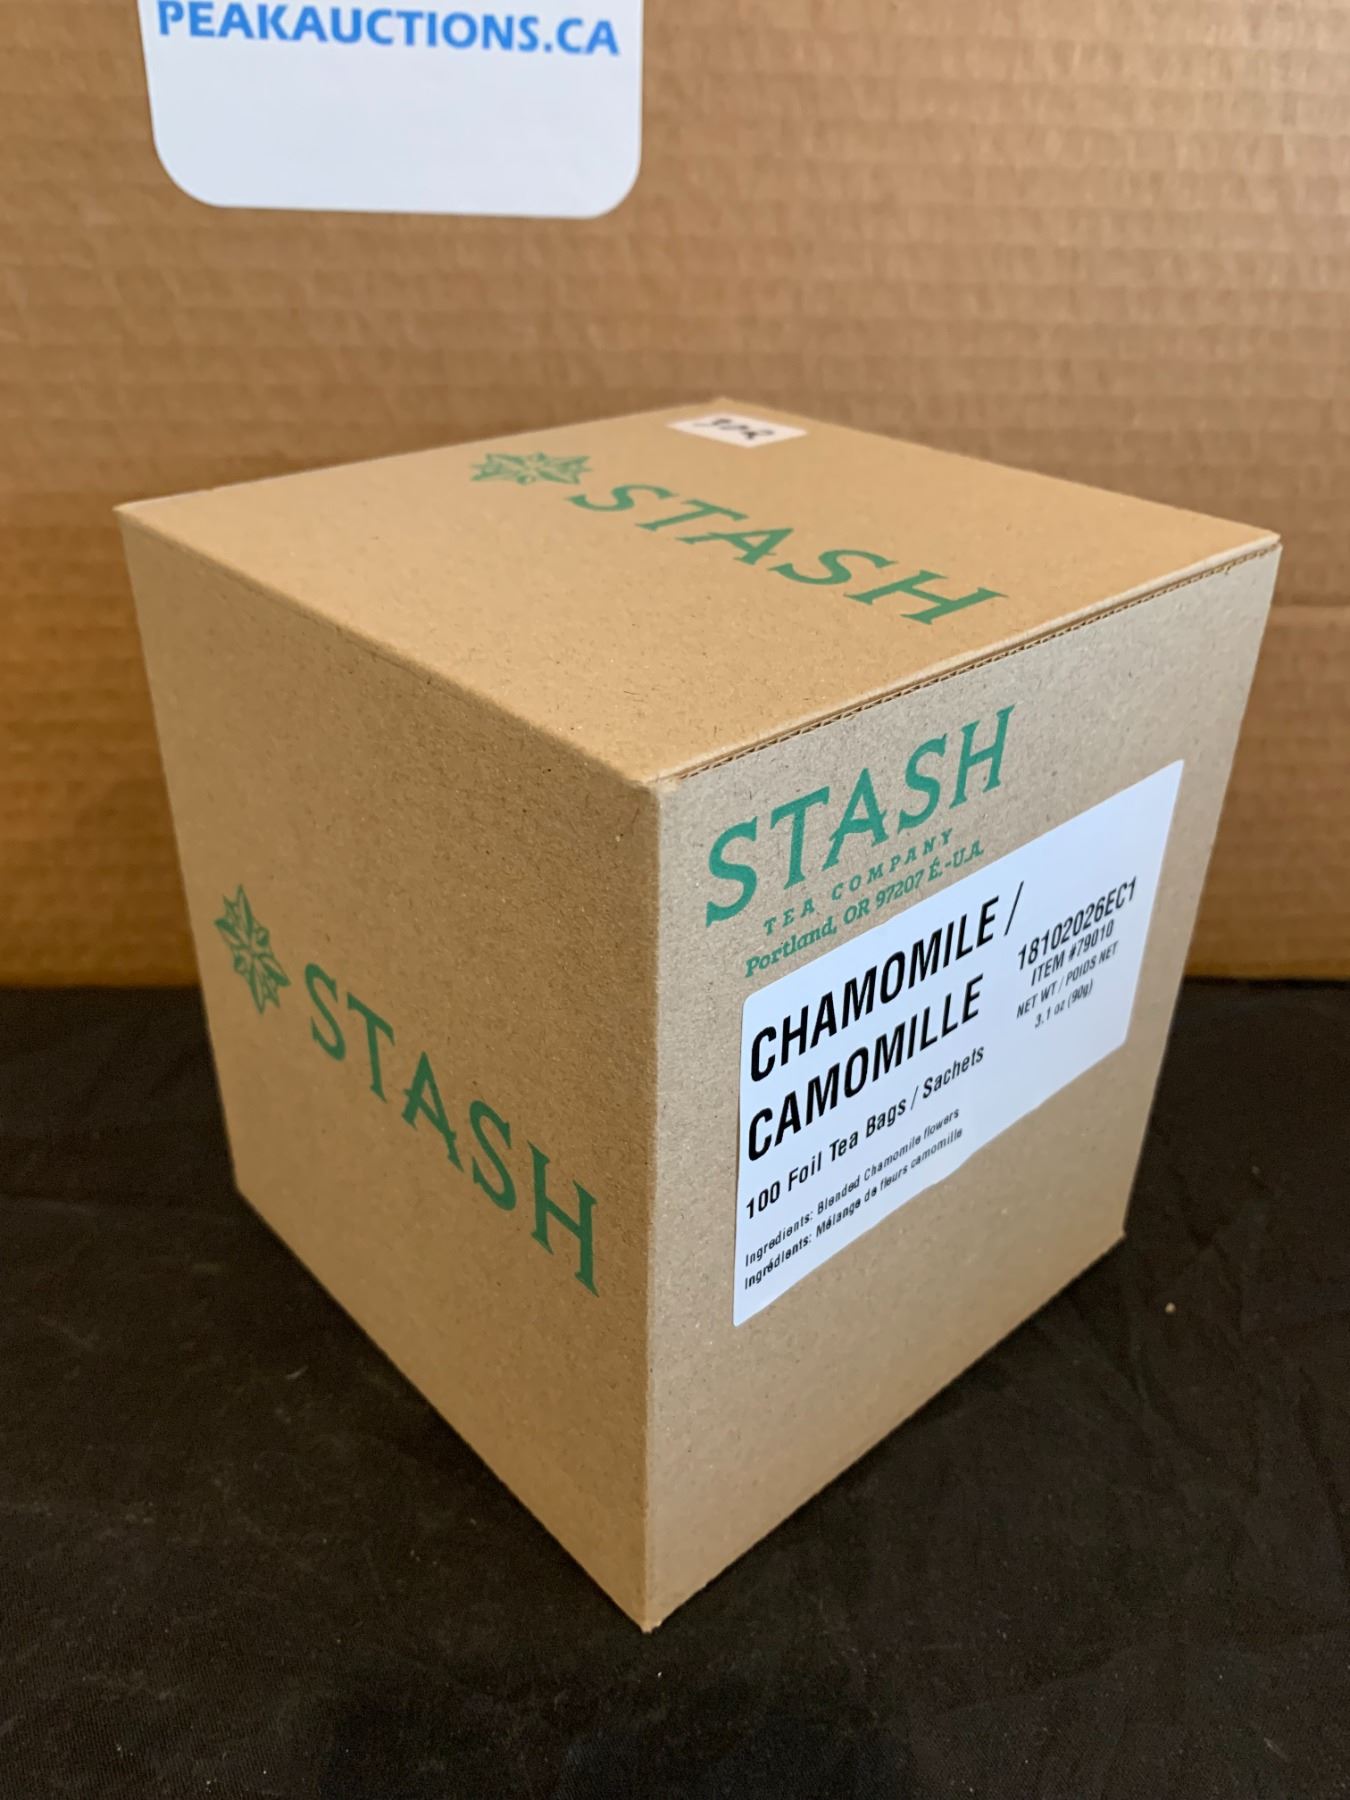 PEAKAUCTIONS.CA
STASH
STASH
TEA COMPANY
Portland, OR 97207 É.-U.A.
CHAMOMILE /
CAMOMILLE
100 Foil Tea Bags / Sachets
Ingredients: Blended Chamomile flowers
Ingrédients: Mélange de fleurs camomille
18102026EC1
ITEM #79010
NET WT / POIDS NET
3.1 oz (90g)
STASH